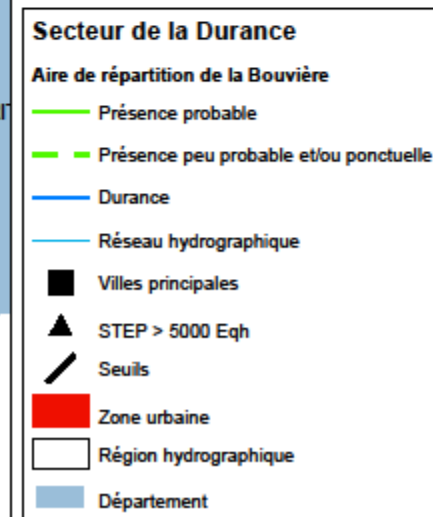 Secteur de la Durance
Aire de répartition de la Bouvière
Présence probable
Présence peu probable et/ou ponctuelle
Durance
Réseau hydrographique
Villes principales
STEP > 5000 Eqh
Seuils
Zone urbaine
Région hydrographique
Département